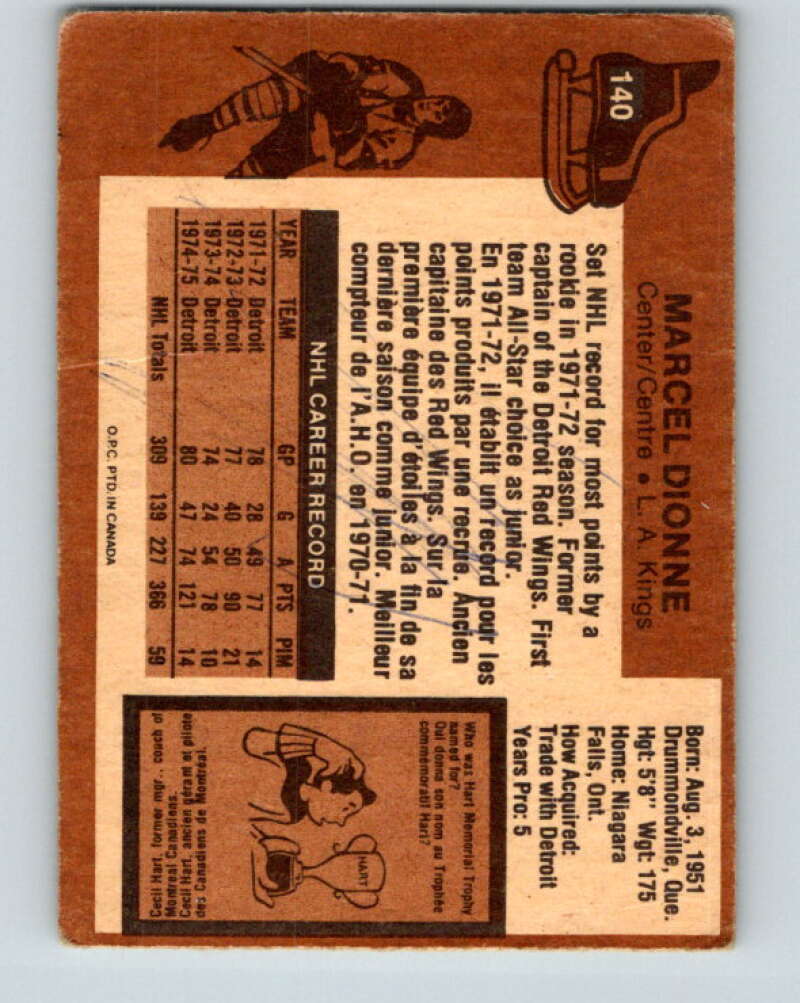 140
MARCEL DIONNE
Center/Centre • L. A. Kings
Born: Aug. 3, 1951
Drummondville, Que.
Hgt: 5'8" Wgt: 175
Home: Niagara
Falls, Ont.
How Acquired:
Trade with Detroit
Years Pro: 5
Set NHL record for most points by a
rookie in 1971-72 season. Former
captain of the Detroit Red Wings. First
team All-Star choice as junior.
En 1971-72, il établit un record pour les
points produits par une recrue. Ancien
capitaine des Red Wings. Sur la
première équipe d'étoiles à la fin de sa
dernière saison comme junior. Meilleur
compteur de l'A.H.O. en 1970-71.
NHL CAREER RECORD
YEAR TEAM GP G A PTS PIM
1971-72 Detroit 78 28 49 77 14
1972-73 Detroit 77 40 50 90 21
1973-74 Detroit 74 24 54 78 10
1974-75 Detroit 80 47 74 121 14
NHL Totals 309 139 227 366 59
Who was Hart Memorial Trophy
named for?
Qui donna son nom au Trophée
commémoratif Hart?
HART
Cecil Hart, former mgr., coach of
Montreal Canadiens.
Cecil Hart, ancien gérant et pilote
des Canadiens de Montréal.
O.P.C. PTD. IN CANADA